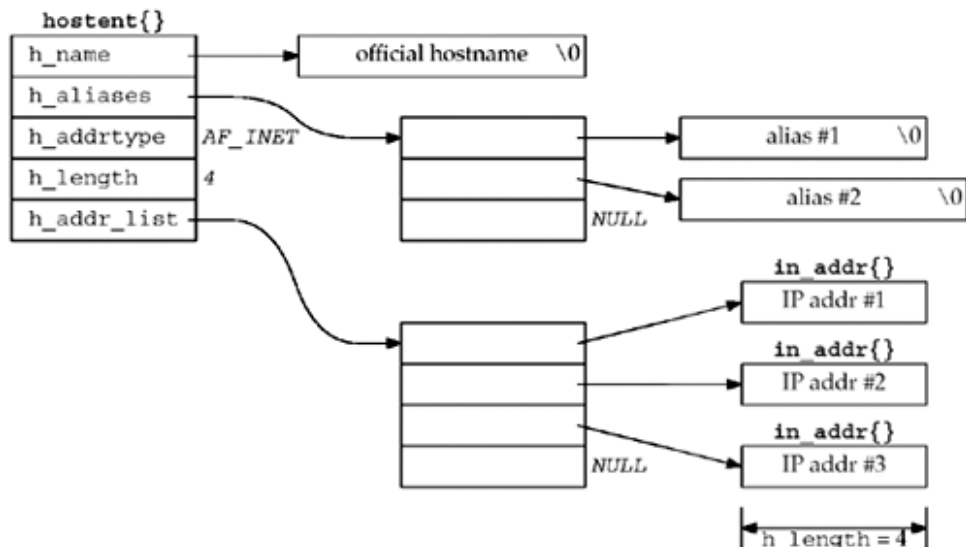 hostent{}
h_name
official hostname \0
h_aliases
h_addrtype AF_INET
alias #1 \0
h_length 4
alias #2 \0
h_addr_list
NULL
in_addr{}
IP addr #1
in_addr{}
IP addr #2
in_addr{}
IP addr #3
NULL
h_length = 4